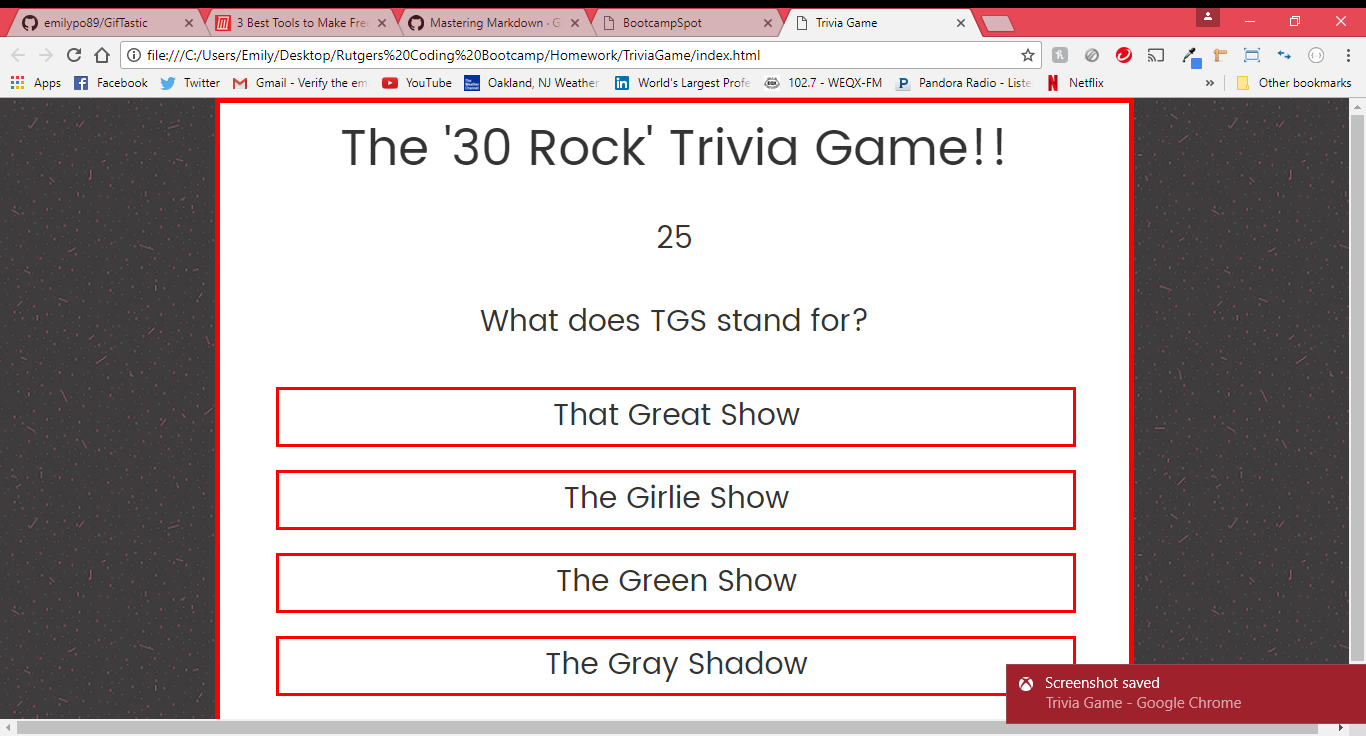 emilypo89/GifTastic
3 Best Tools to Make Fre
Mastering Markdown · G
BootcampSpot
Trivia Game
file:///C:/Users/Emily/Desktop/Rutgers%20Coding%20Bootcamp/Homework/TriviaGame/index.html
Apps Facebook Twitter Gmail - Verify the em YouTube Oakland, NJ Weather World's Largest Profe 102.7 - WEQX-FM Pandora Radio - Liste Netflix » Other bookmarks
The '30 Rock' Trivia Game!!
25
What does TGS stand for?
That Great Show
The Girlie Show
The Green Show
The Gray Shadow
Screenshot saved
Trivia Game - Google Chrome